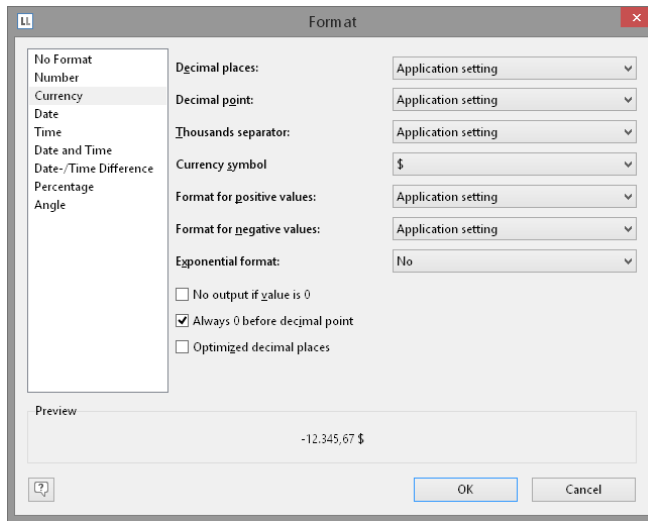 LL
Format
No Format
Number
Currency
Date
Time
Date and Time
Date-/Time Difference
Percentage
Angle
Decimal places:
Application setting
Decimal point:
Application setting
Thousands separator:
Application setting
Currency symbol
$
Format for positive values:
Application setting
Format for negative values:
Application setting
Exponential format:
No
No output if value is 0
Always 0 before decimal point
Optimized decimal places
Preview
-12.345,67 $
OK
Cancel